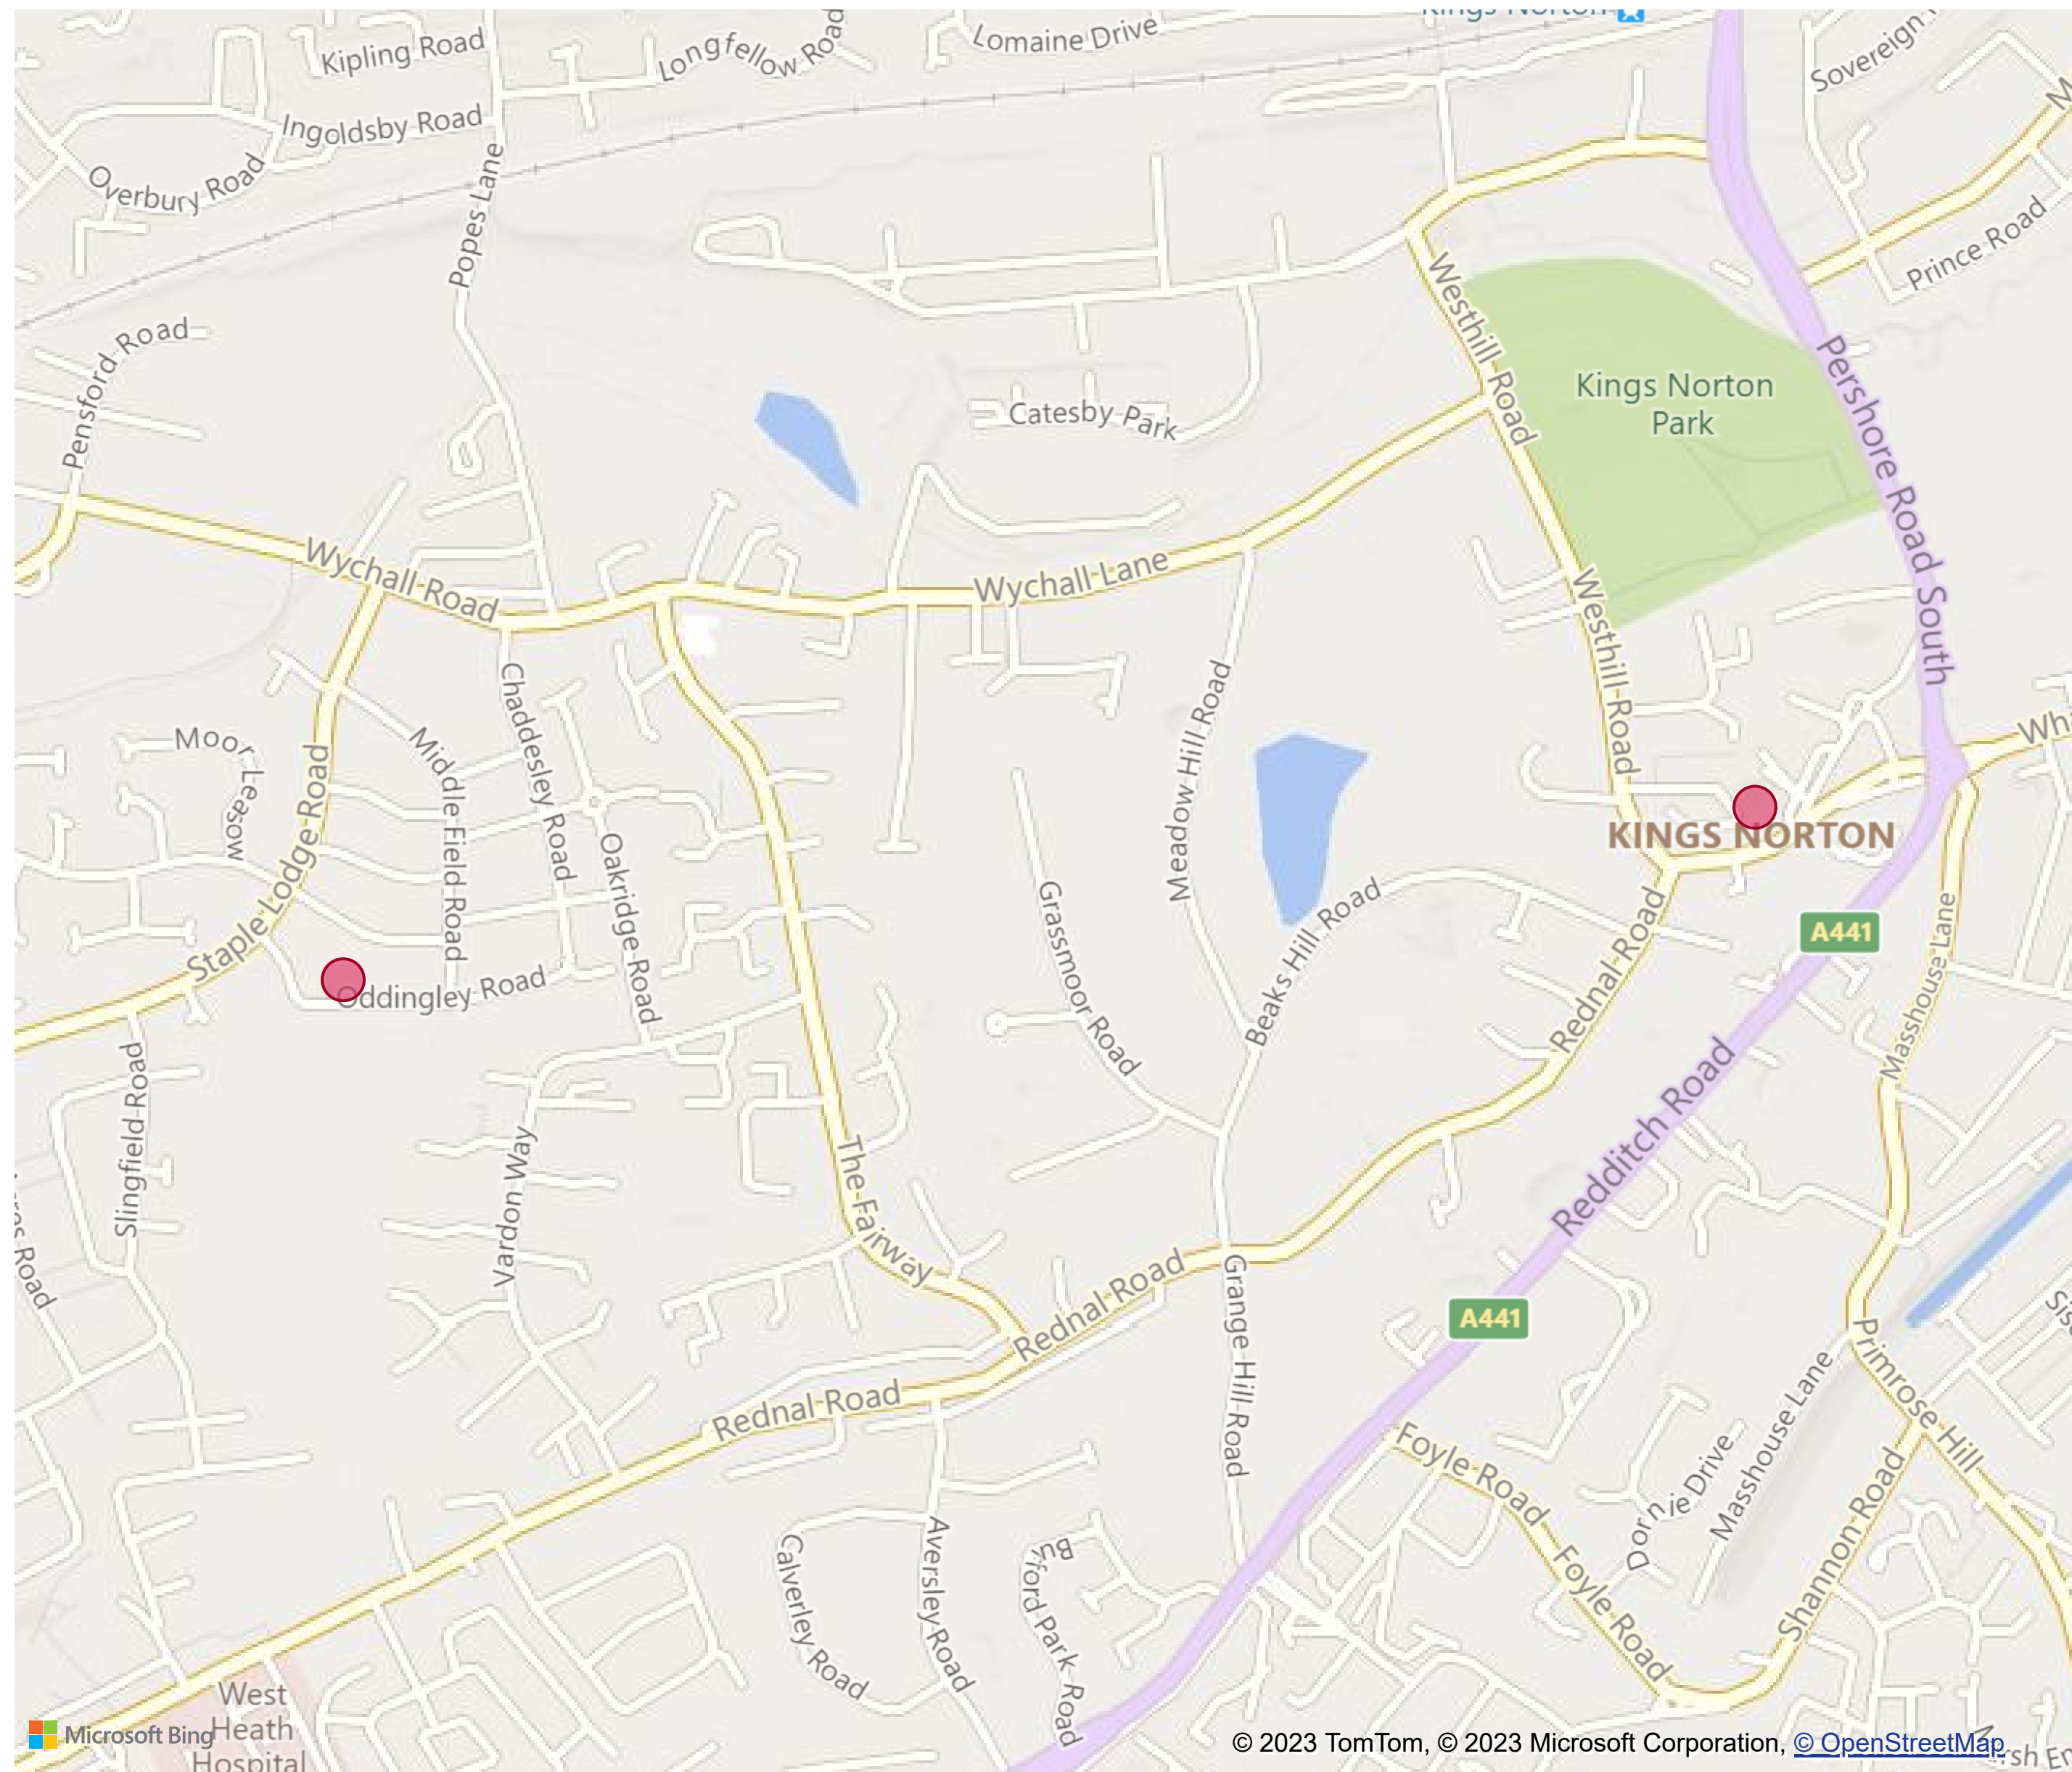 Kings Norton
Kipling Road
Longfellow Road
Lomaine Drive
Sovereign
Ingoldsby Road
Overbury Road
Popes Lane
Prince Road
Pensford Road
Westhill Road
Kings Norton
Park
Pershore Road South
Catesby Park
Wychall Road
Wychall Lane
Westhill Road
Chaddesley Road
Meadow Hill Road
Moor Leasow
Middle Field Road
Whi
Staple Lodge Road
Oakridge Road
KINGS NORTON
Grassmoor Road
Beaks Hill Road
Rednal Road
A441
Masshouse Lane
Oddingley Road
Slingfield Road
Redditch Road
Vardon Way
The Fairway
Rednal Road
Grange Hill Road
A441
Primrose Hill
Masshouse Lane
Rednal Road
Foyle Road
Dornie Drive
Shannon Road
Calverley Road
Aversley Road
Foyle Road
West
Heath
Hospital
Microsoft Bing
© 2023 TomTom, © 2023 Microsoft Corporation, © OpenStreetMap